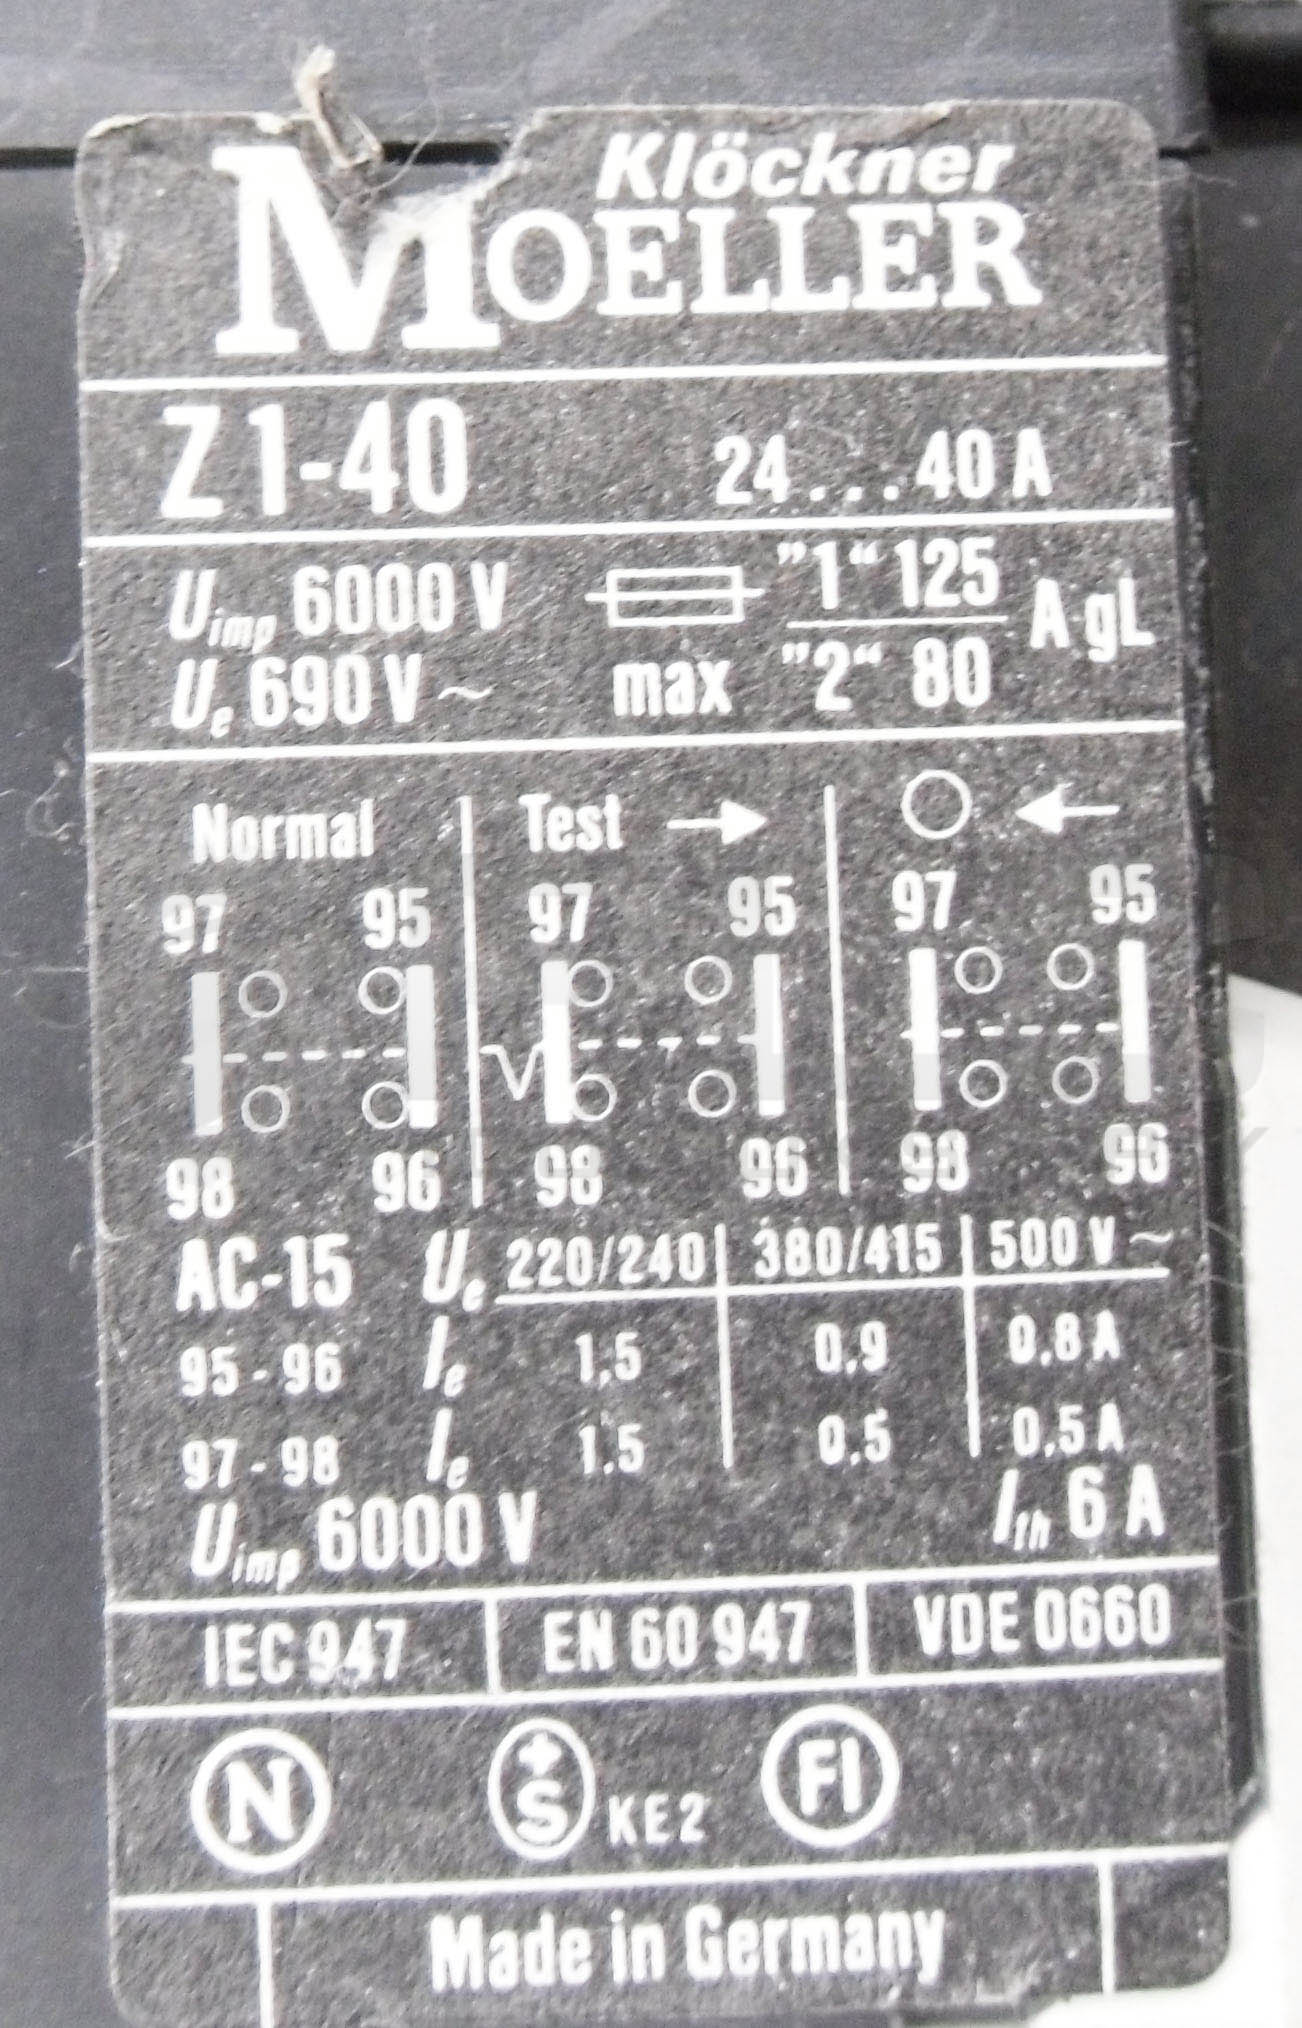 Klöckner
MOELLER
Z 1-40 24...40 A
Uimp 6000 V "1" 125 A gL
Ue 690 V ~ max "2" 80
Normal Test → ○ ←
97 95 97 95 97 95
98 96 98 96 98 96
AC-15 Ue 220/240 380/415 500 V ~
95 - 96 Ie 1,5 0,9 0,8 A
97 - 98 Ie 1,5 0,5 0,5 A
Uimp 6000 V Ith 6 A
IEC 947 EN 60 947 VDE 0660
N +S KE2 FI
Made in Germany